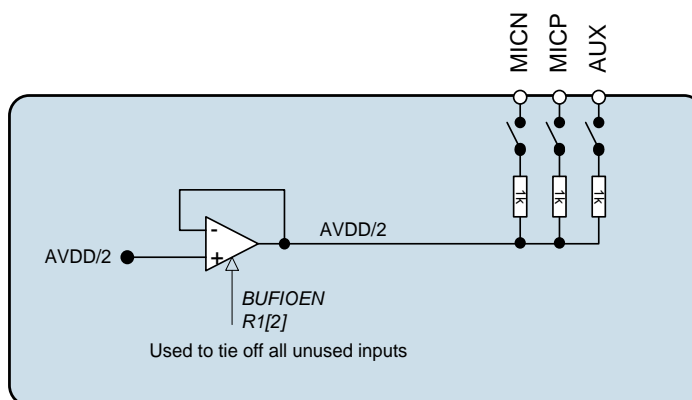 MICN
MICP
AUX
1k
1k
1k
-
+
AVDD/2
AVDD/2
BUFIOEN
R1[2]
Used to tie off all unused inputs